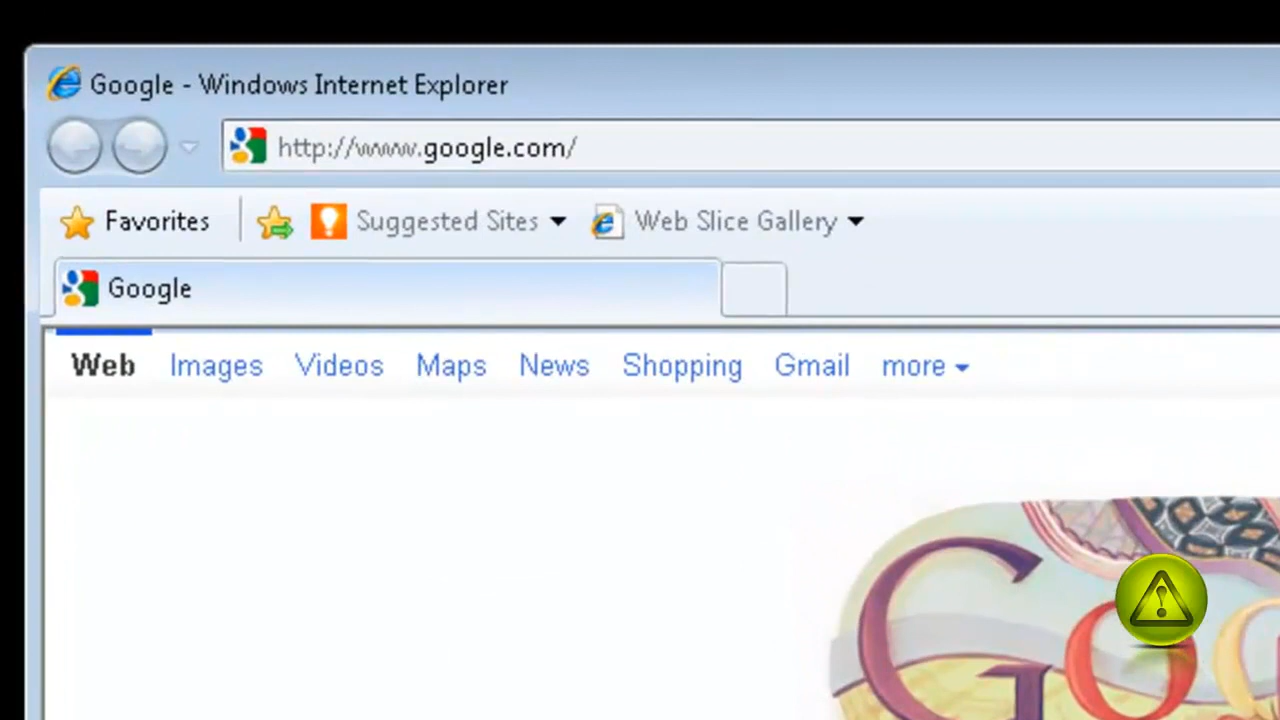 Google - Windows Internet Explorer
http://www.google.com/
Favorites Suggested Sites Web Slice Gallery
Google
Web Images Videos Maps News Shopping Gmail more
Goo